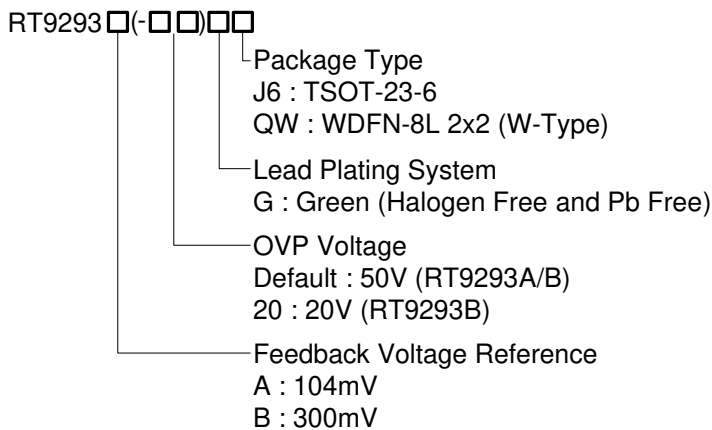 RT9293□(-□□)□□
Package Type
J6 : TSOT-23-6
QW : WDFN-8L 2x2 (W-Type)
Lead Plating System
G : Green (Halogen Free and Pb Free)
OVP Voltage
Default : 50V (RT9293A/B)
20 : 20V (RT9293B)
Feedback Voltage Reference
A : 104mV
B : 300mV